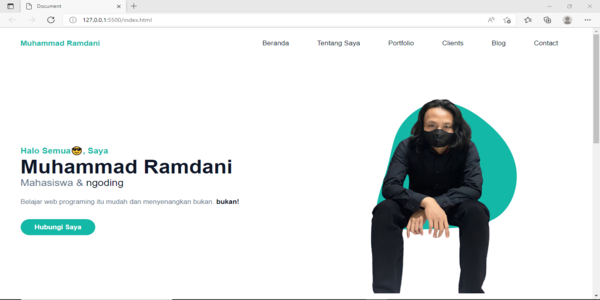 Document
127.0.0.1:5500/index.html
Muhammad Ramdani
Beranda
Tentang Saya
Portfolio
Clients
Blog
Contact
Halo Semua😎, Saya
Muhammad Ramdani
Mahasiswa & ngoding
Belajar web programing itu mudah dan menyenangkan bukan. bukan!
Hubungi Saya